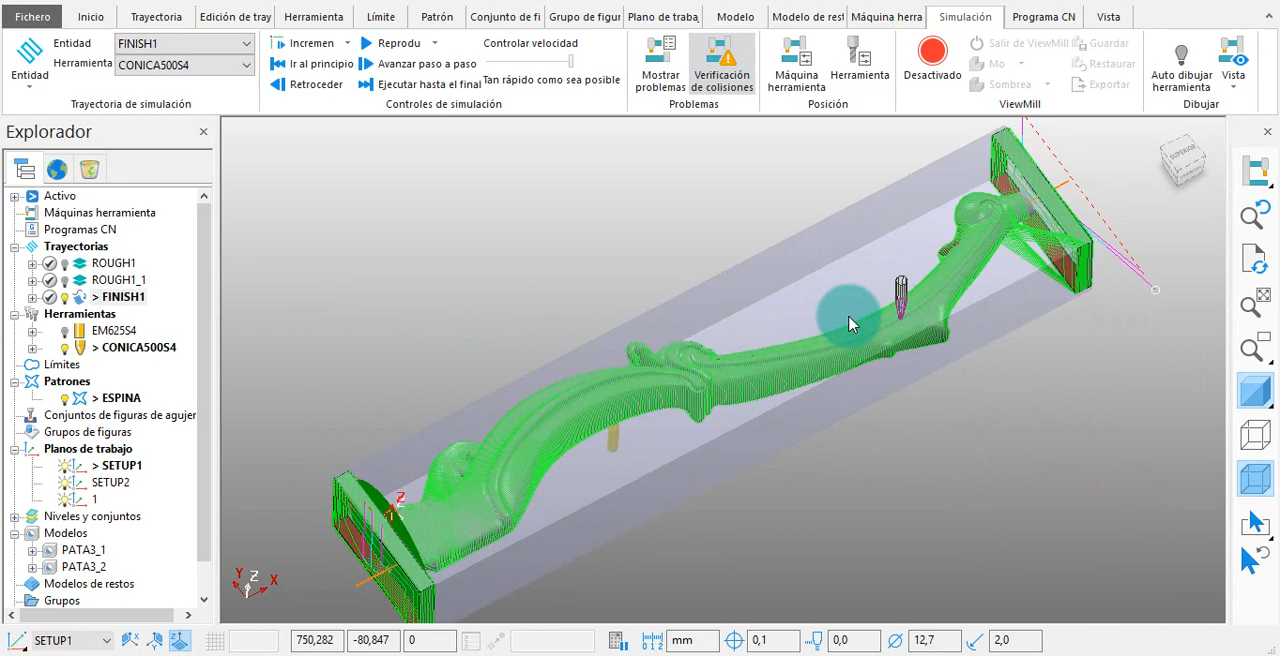 Fichero Inicio Trayectoria Edición de tray Herramienta Límite Patrón Conjunto de fi Grupo de figur Plano de traba Modelo Modelo de rest Máquina herra Simulación Programa CN Vista
Entidad FINISH1
Herramienta CONICA500S4
Entidad
Trayectoria de simulación
Incremen Reprodu Controlar velocidad
Ir al principio Avanzar paso a paso
Retroceder Ejecutar hasta el final Tan rápido como sea posible
Controles de simulación
Mostrar problemas
Verificación de colisiones
Problemas
Máquina herramienta
Herramienta
Posición
Desactivado
Salir de ViewMill Guardar
Mo Restaurar
Sombrea Exportar
ViewMill
Auto dibujar herramienta
Vista
Dibujar
Explorador
Activo
Máquinas herramienta
Programas CN
Trayectorias
ROUGH1
ROUGH1_1
> FINISH1
Herramientas
EM625S4
> CONICA500S4
Límites
Patrones
> ESPINA
Conjuntos de figuras de agujer
Grupos de figuras
Planos de trabajo
> SETUP1
SETUP2
1
Niveles y conjuntos
Modelos
PATA3_1
PATA3_2
Modelos de restos
Grupos
SUPERIOR
Z
Y Z X
SETUP1 750,282 -80,847 0 mm 0,1 0,0 12,7 2,0